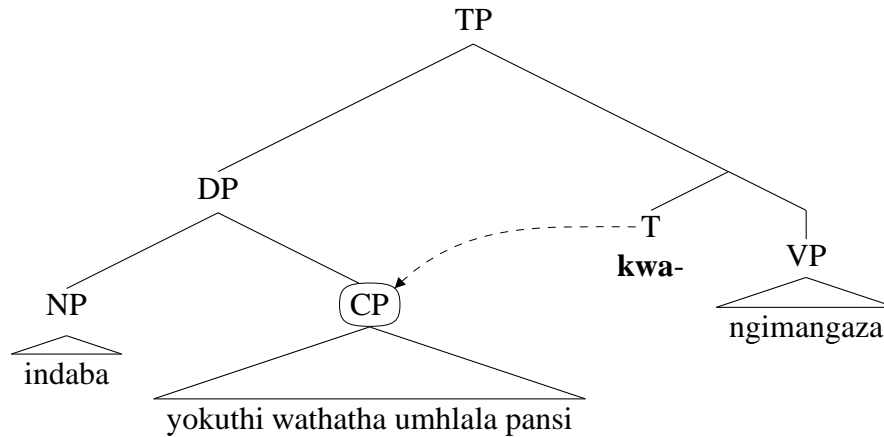 TP
DP
T
kwa-
VP
ngimangaza
NP
indaba
CP
yokuthi wathatha umhlala pansi